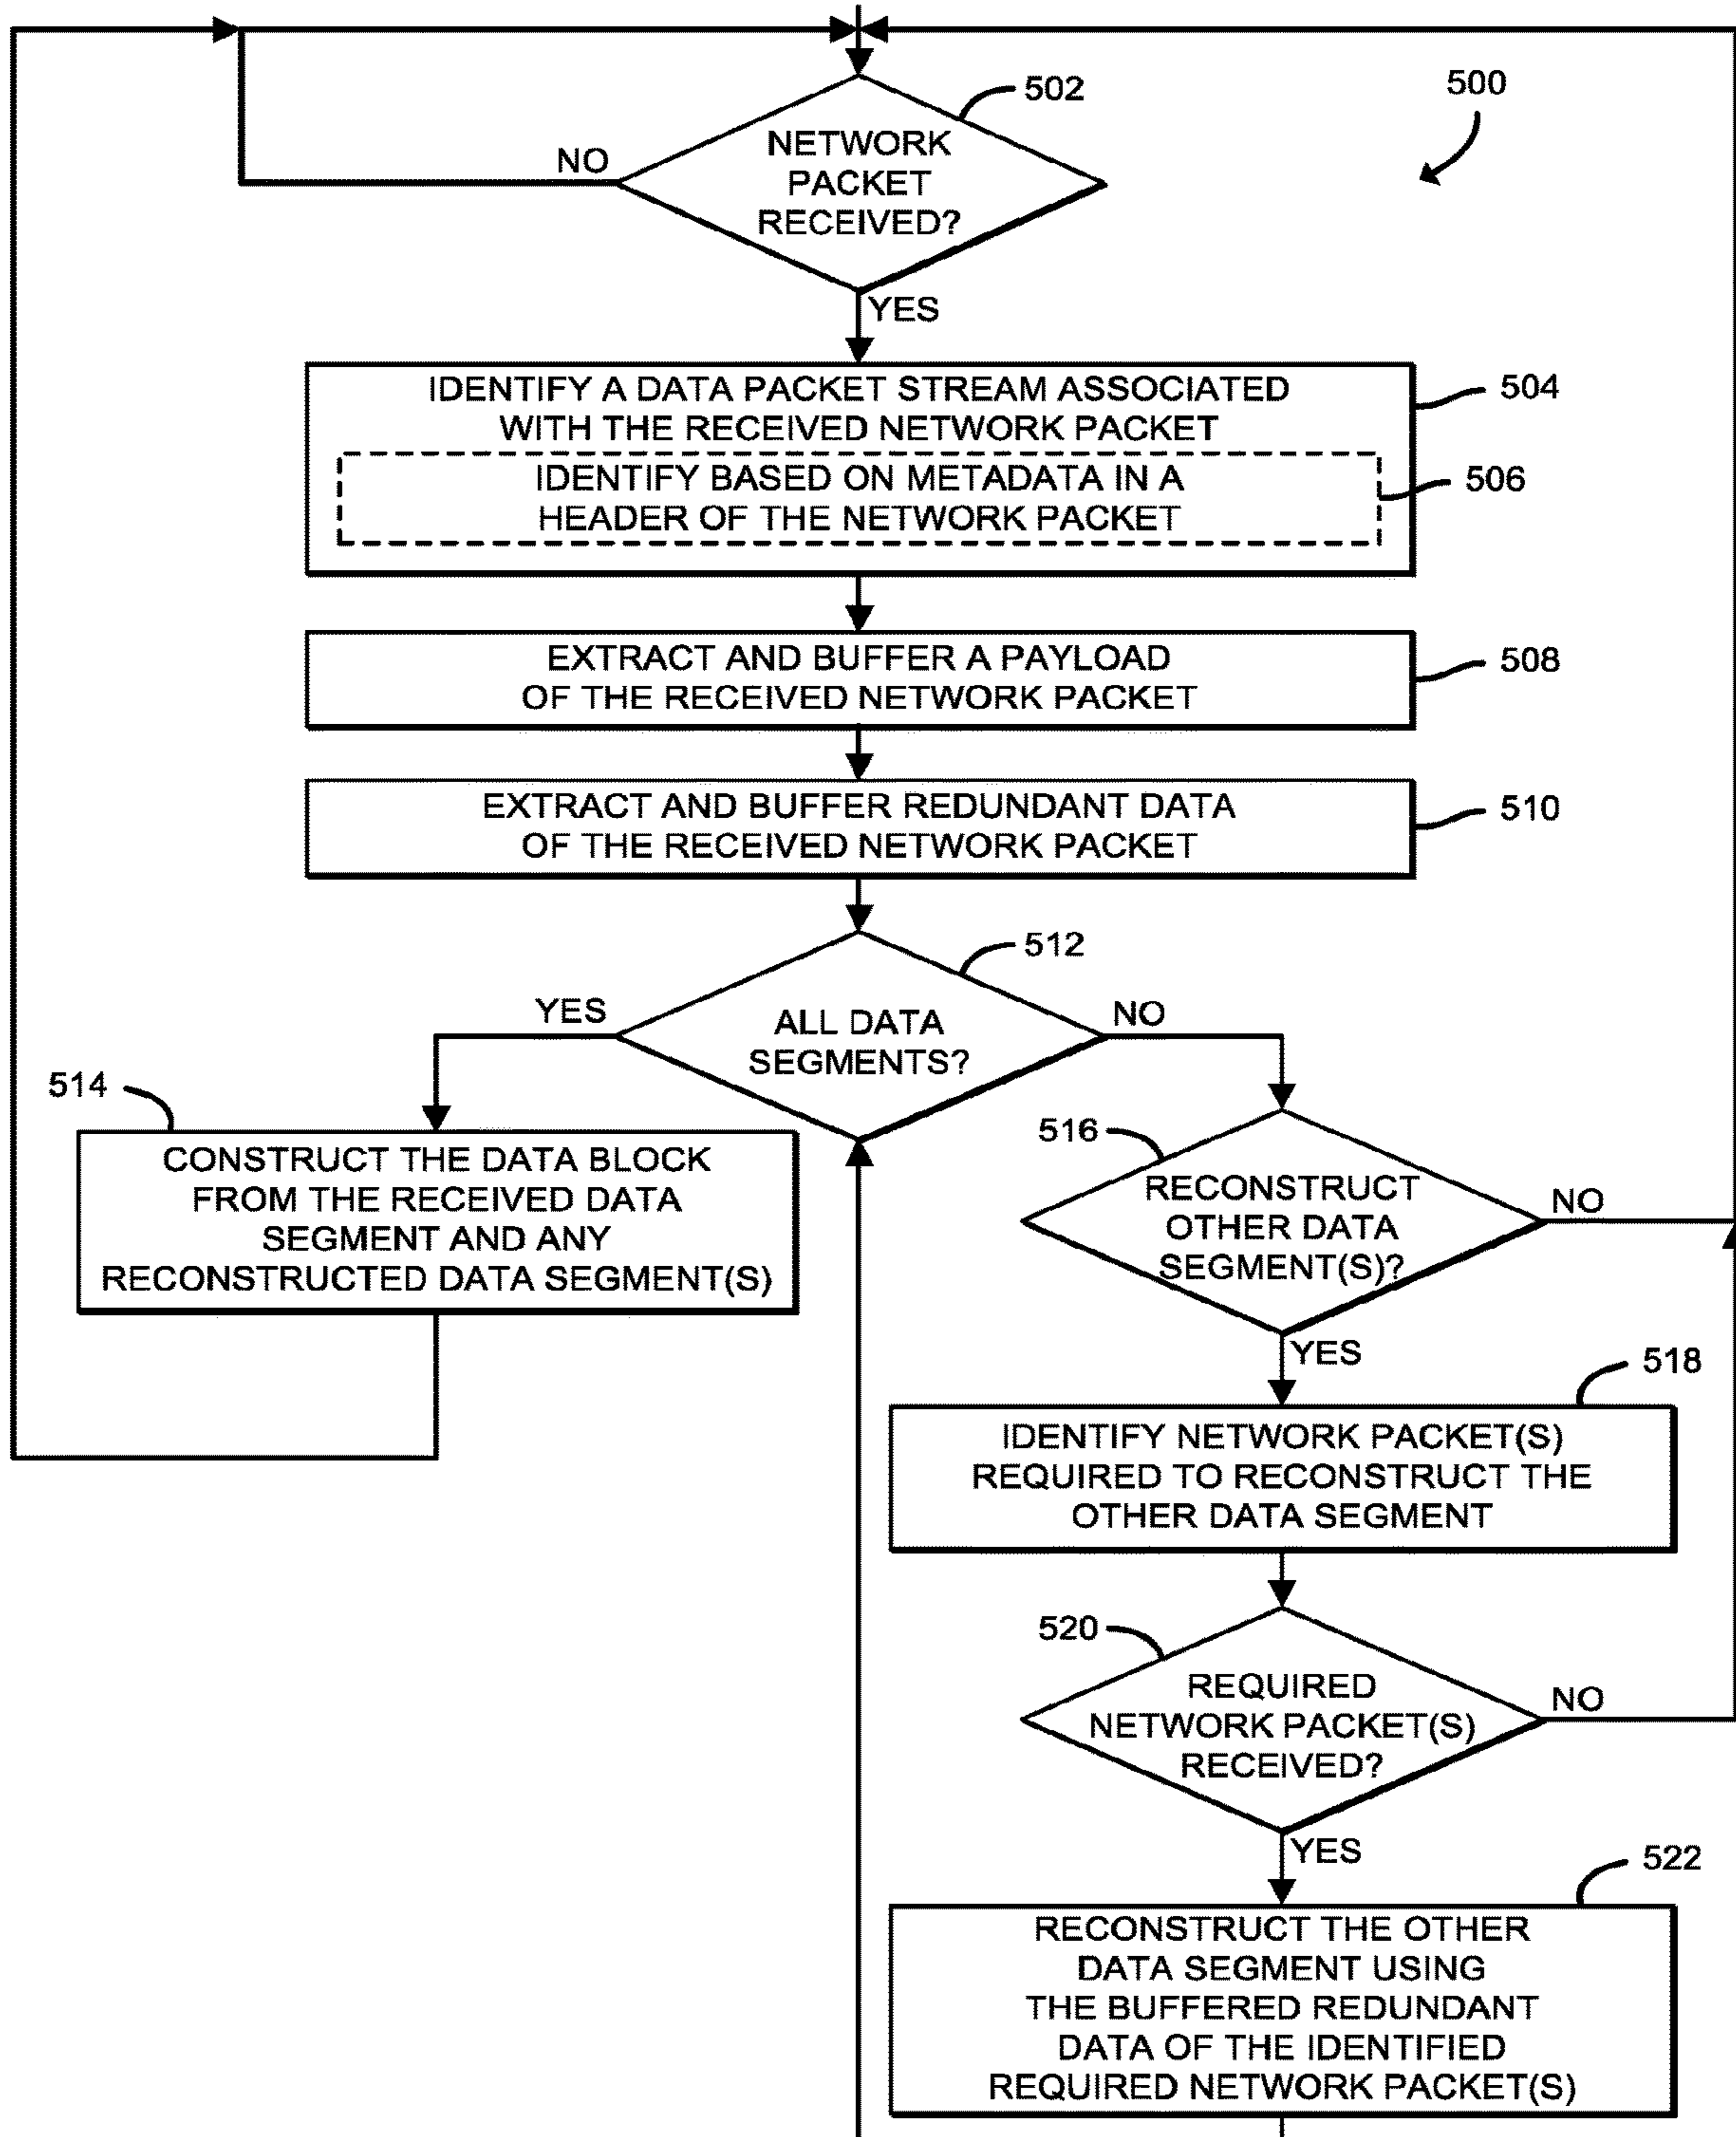 502
500
NETWORK
PACKET
RECEIVED?
NO
YES
IDENTIFY A DATA PACKET STREAM ASSOCIATED
WITH THE RECEIVED NETWORK PACKET
504
IDENTIFY BASED ON METADATA IN A
HEADER OF THE NETWORK PACKET
506
EXTRACT AND BUFFER A PAYLOAD
OF THE RECEIVED NETWORK PACKET
508
EXTRACT AND BUFFER REDUNDANT DATA
OF THE RECEIVED NETWORK PACKET
510
512
ALL DATA
SEGMENTS?
YES
NO
514
CONSTRUCT THE DATA BLOCK
FROM THE RECEIVED DATA
SEGMENT AND ANY
RECONSTRUCTED DATA SEGMENT(S)
516
RECONSTRUCT
OTHER DATA
SEGMENT(S)?
NO
YES
518
IDENTIFY NETWORK PACKET(S)
REQUIRED TO RECONSTRUCT THE
OTHER DATA SEGMENT
520
REQUIRED
NETWORK PACKET(S)
RECEIVED?
NO
YES
522
RECONSTRUCT THE OTHER
DATA SEGMENT USING
THE BUFFERED REDUNDANT
DATA OF THE IDENTIFIED
REQUIRED NETWORK PACKET(S)